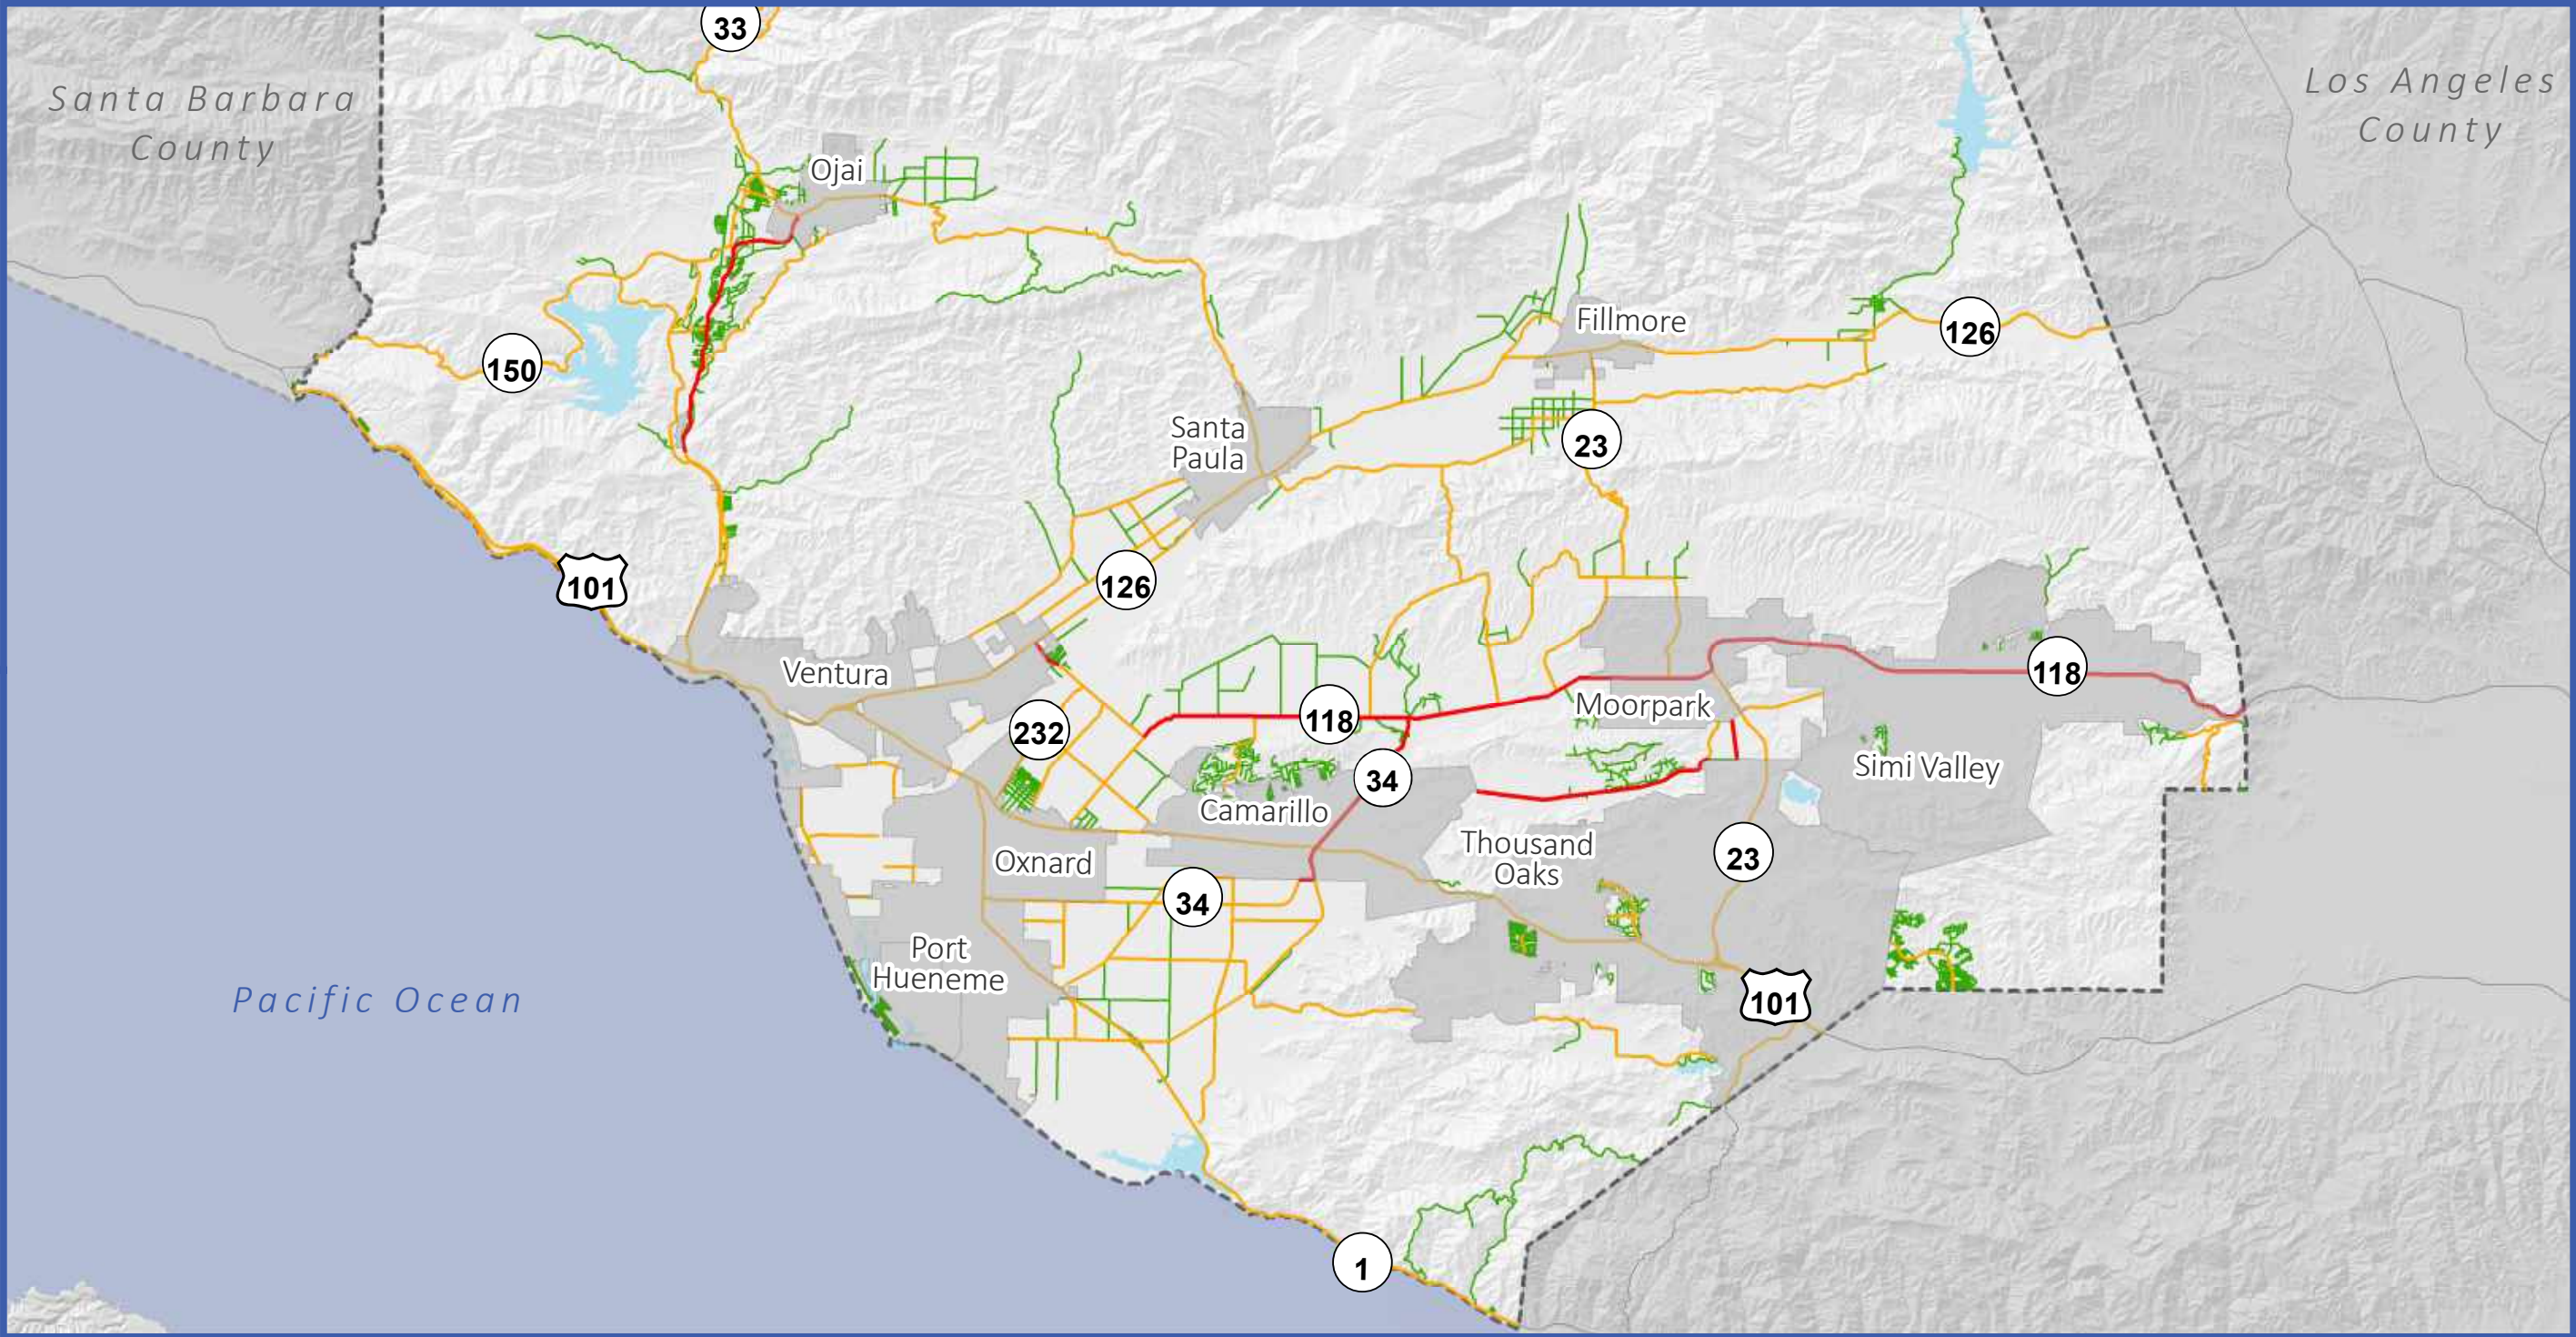 33
Santa Barbara
County
Los Angeles
County
Ojai
150
Fillmore
126
Santa
Paula
23
101
126
Ventura
232
118
34
Moorpark
118
Simi Valley
Camarillo
Oxnard
Thousand
Oaks
23
34
Port
Hueneme
101
Pacific Ocean
1